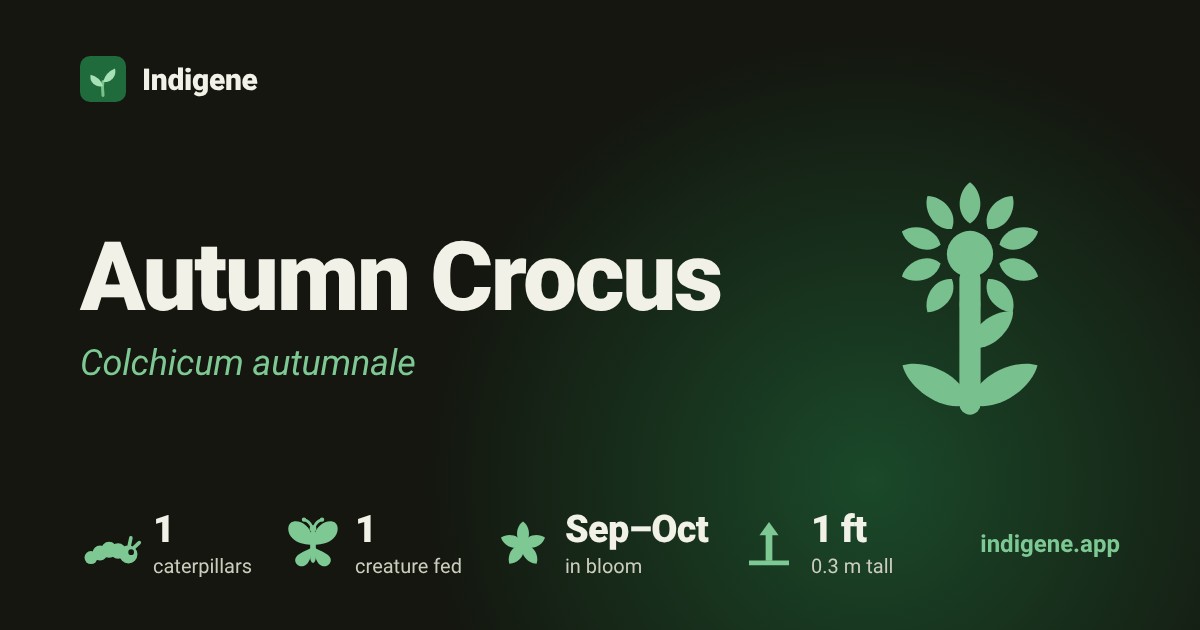 Indigene
Autumn Crocus
Colchicum autumnale
1
caterpillars
1
creature fed
Sep–Oct
in bloom
1 ft
0.3 m tall
indigene.app